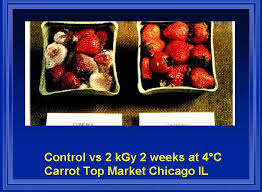 Control vs 2 kGy 2 weeks at 4°C
Carrot Top Market Chicago IL